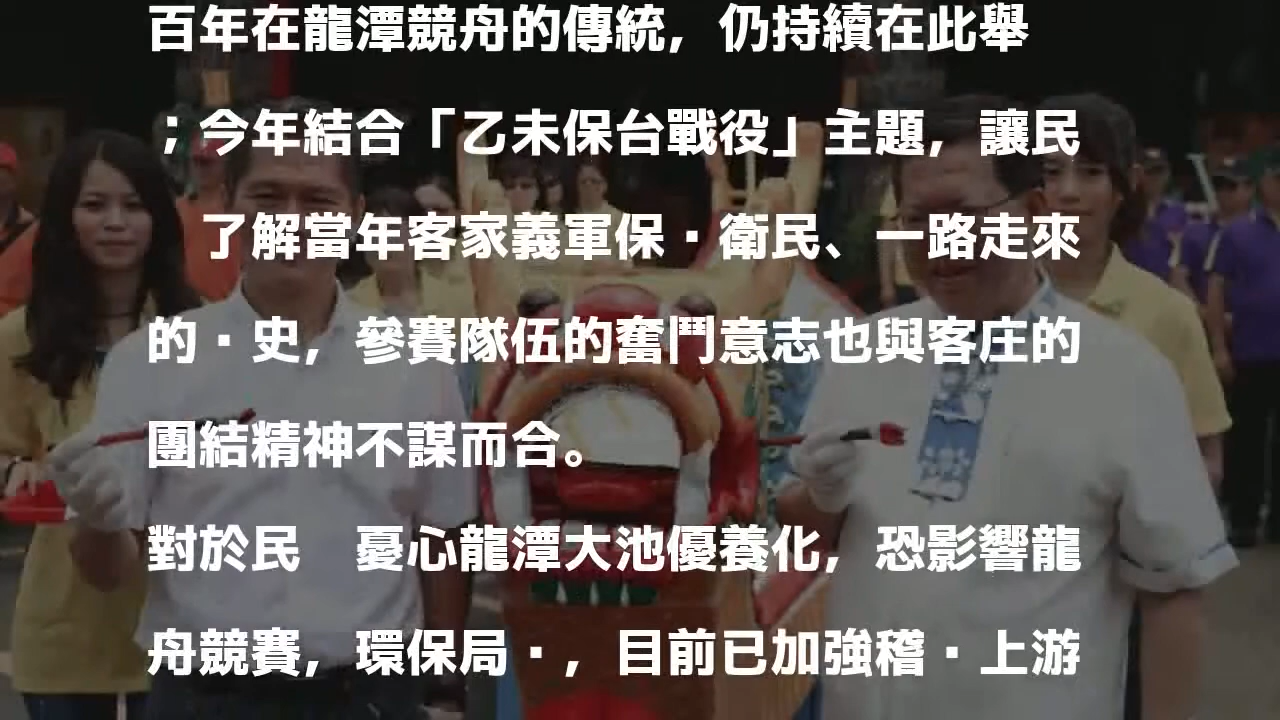 百年在龍潭競舟的傳統，仍持續在此舉
；今年結合「乙未保台戰役」主題，讓民
了解當年客家義軍保▪衛民、一路走來
的▪史，參賽隊伍的奮鬥意志也與客庄的
團結精神不謀而合。
對於民　憂心龍潭大池優養化，恐影響龍
舟競賽，環保局▪，目前已加強稽▪上游